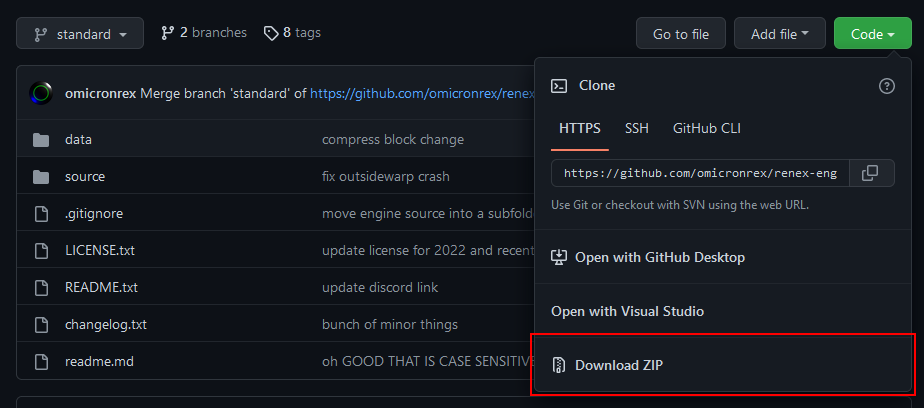 standard
2 branches
8 tags
Go to file
Add file
Code
omicronrex Merge branch 'standard' of https://github.com/omicronrex/rene
data compress block change
source fix outsidewarp crash
.gitignore move engine source into a subfold
LICENSE.txt update license for 2022 and recent
README.txt update discord link
changelog.txt bunch of minor things
readme.md oh GOOD THAT IS CASE SENSITIVE
Clone
HTTPS SSH GitHub CLI
https://github.com/omicronrex/renex-eng
Use Git or checkout with SVN using the web URL.
Open with GitHub Desktop
Open with Visual Studio
Download ZIP